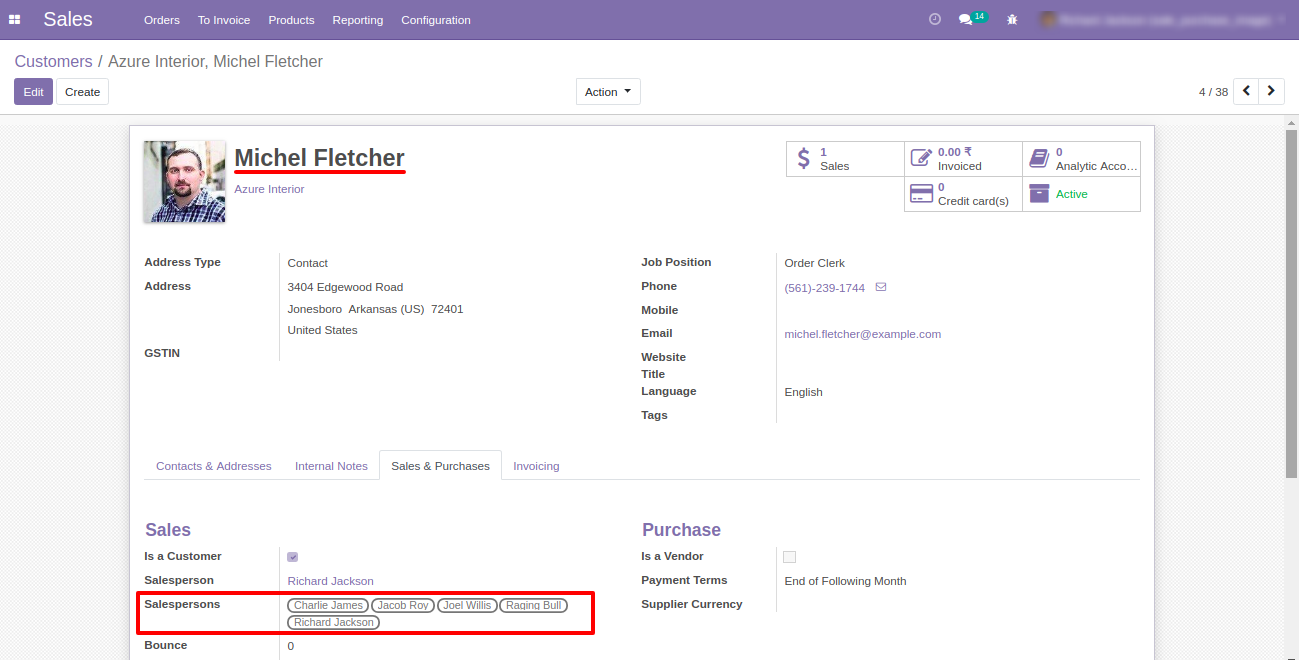 Sales Orders To Invoice Products Reporting Configuration 14
Customers / Azure Interior, Michel Fletcher
Edit Create Action 4 / 38
Michel Fletcher
Azure Interior
1
Sales
0.00 ₹
Invoiced
0
Analytic Acco...
0
Credit card(s)
Active
Address Type Contact
Address 3404 Edgewood Road
Jonesboro Arkansas (US) 72401
United States
GSTIN
Job Position Order Clerk
Phone (561)-239-1744
Mobile
Email michel.fletcher@example.com
Website
Title
Language English
Tags
Contacts & Addresses Internal Notes Sales & Purchases Invoicing
Sales
Is a Customer
Salesperson Richard Jackson
Salespersons Charlie James Jacob Roy Joel Willis Raging Bull
Richard Jackson
Bounce 0
Purchase
Is a Vendor
Payment Terms End of Following Month
Supplier Currency